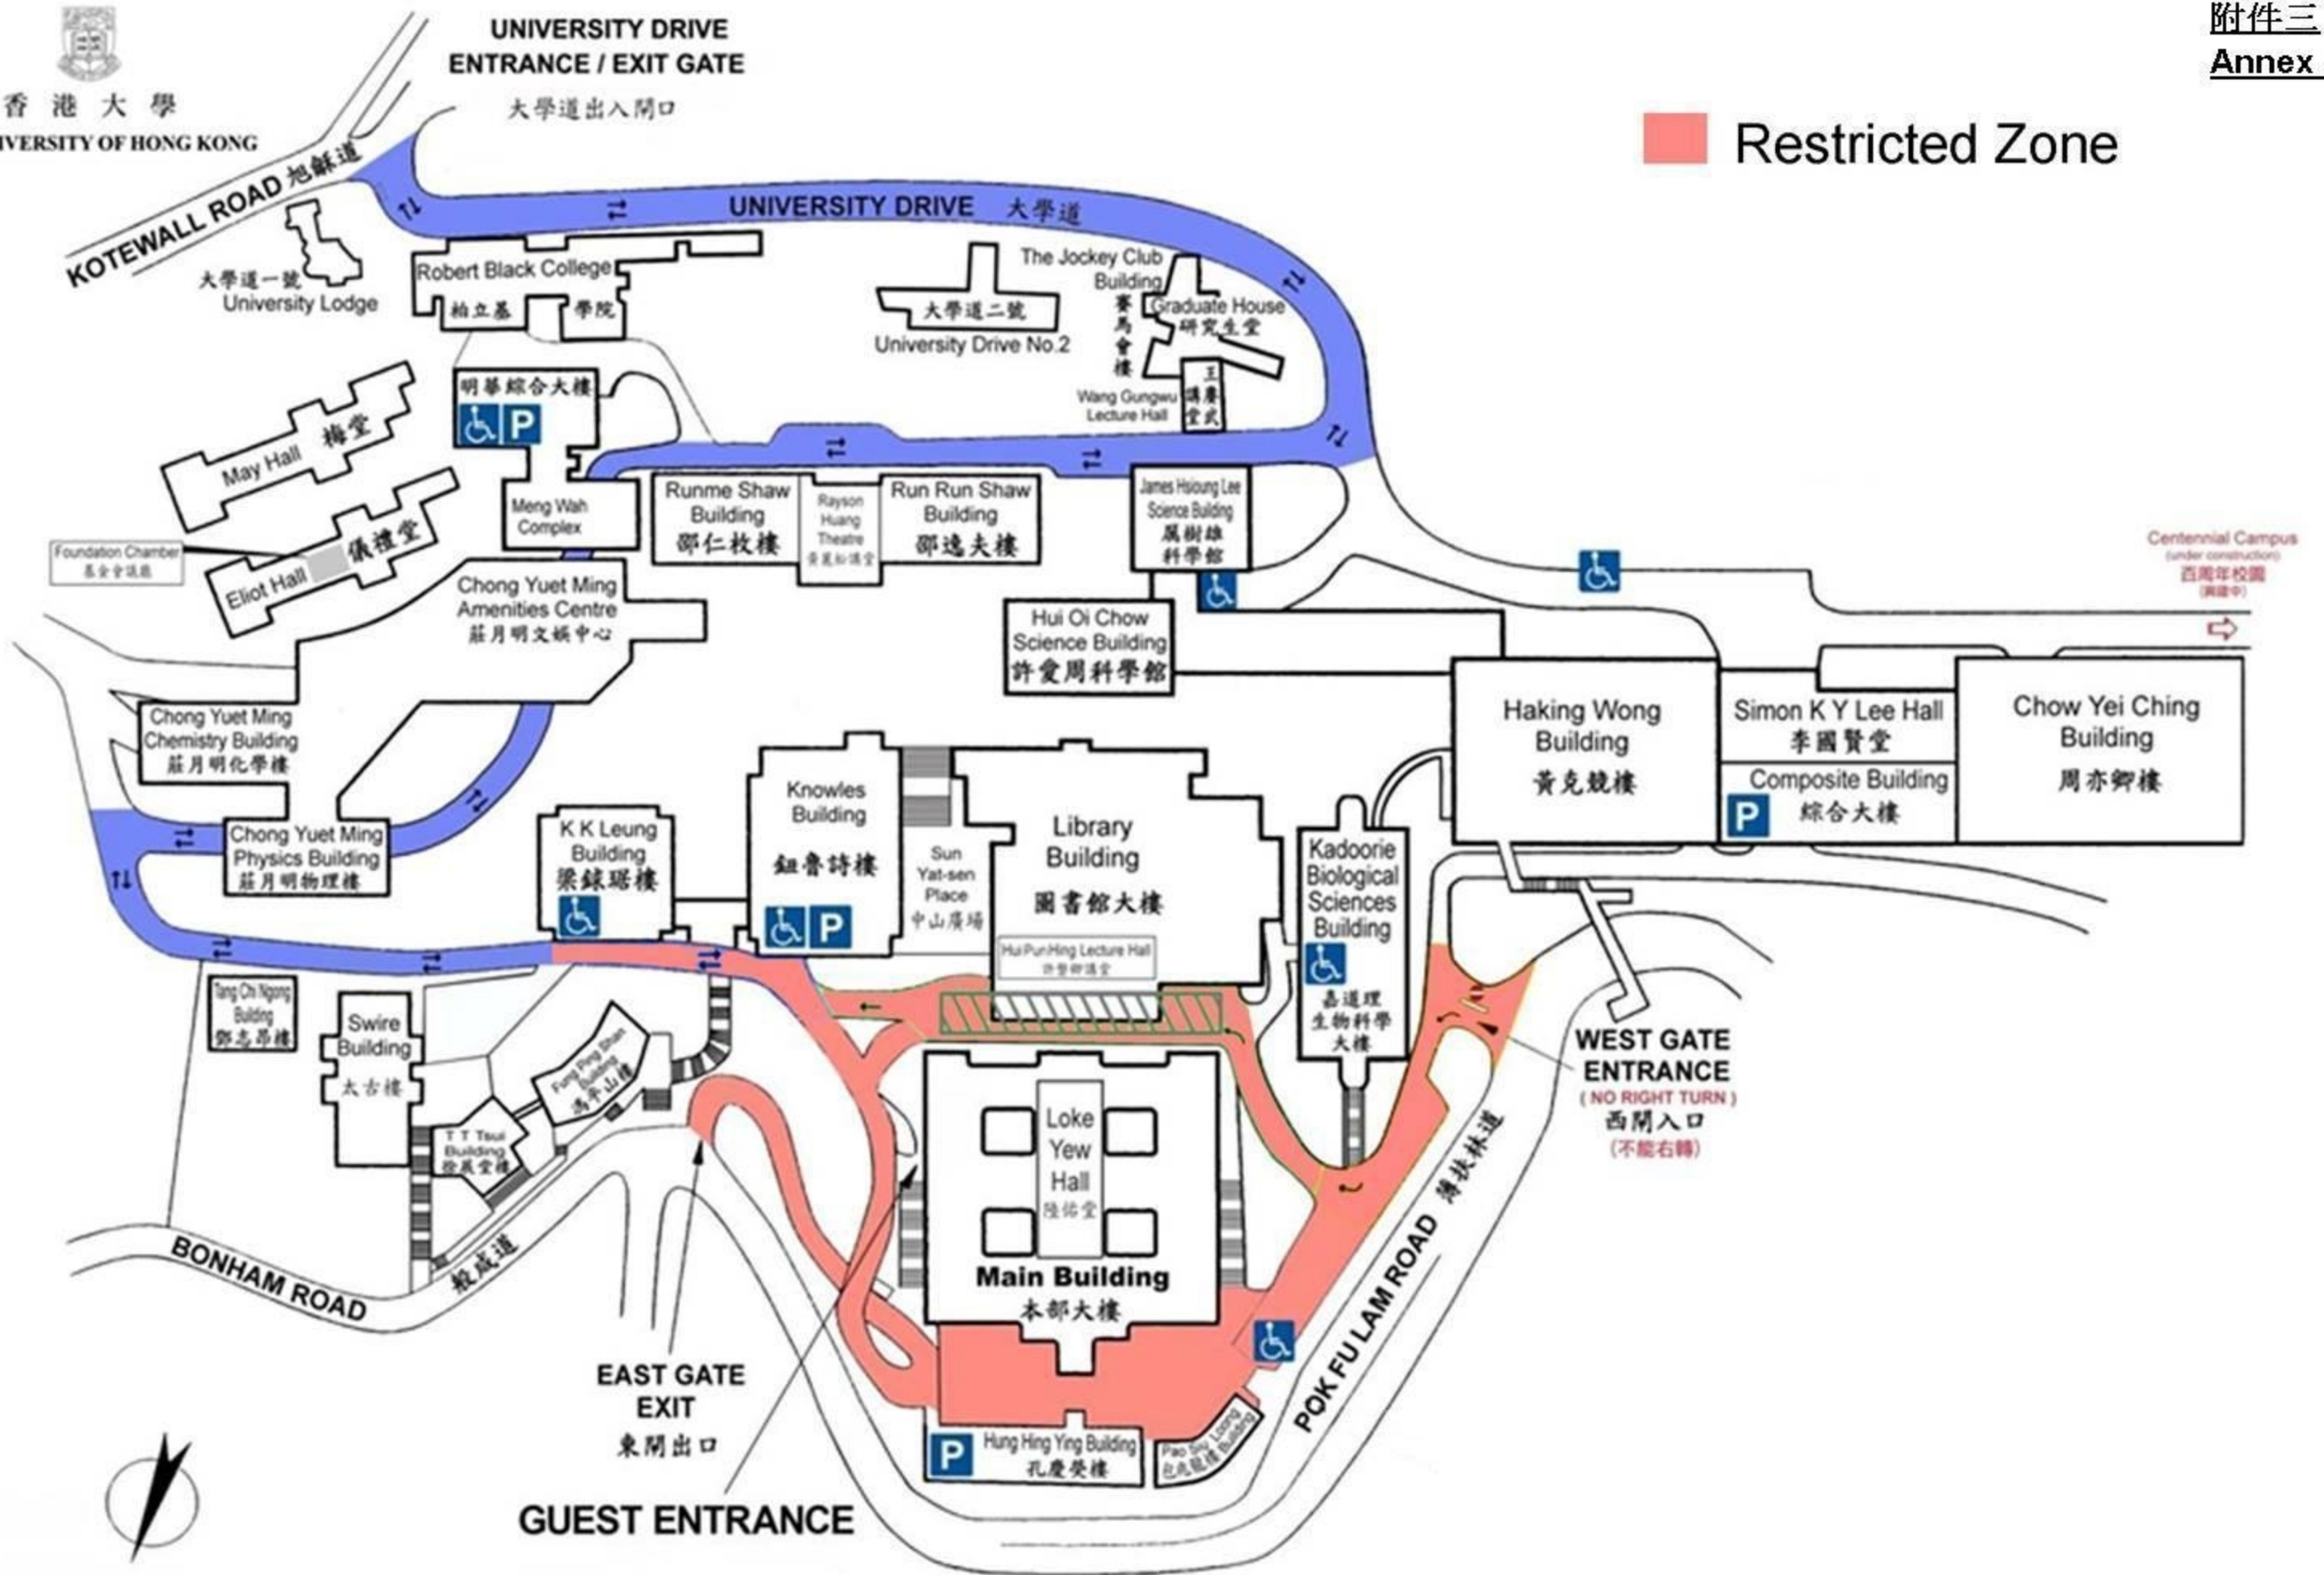 附件三
Annex
香 港 大 學
IVERSITY OF HONG KONG
UNIVERSITY DRIVE
ENTRANCE / EXIT GATE
大學道出入閘口
Restricted Zone
KOTEWALL ROAD 旭龢道
UNIVERSITY DRIVE 大學道
大學道一號
University Lodge
Robert Black College
柏立基 學院
大學道二號
University Drive No.2
The Jockey Club
Building
賽馬會樓
Graduate House
研究生堂
Wang Gungwu
Lecture Hall
王賡武講堂
明華綜合大樓
P
Meng Wah
Complex
May Hall 梅堂
Eliot Hall 儀禮堂
Foundation Chamber
基金會議廳
Runme Shaw
Building
邵仁枚樓
Rayson
Huang
Theatre
黃麗松講堂
Run Run Shaw
Building
邵逸夫樓
James Hsioung Lee
Science Building
厲樹雄
科學館
Chong Yuet Ming
Amenities Centre
莊月明文娛中心
Hui Oi Chow
Science Building
許愛周科學館
Centennial Campus
(under construction)
百周年校園
(興建中)
Chong Yuet Ming
Chemistry Building
莊月明化學樓
Chong Yuet Ming
Physics Building
莊月明物理樓
K K Leung
Building
梁銶琚樓
Knowles
Building
鈕魯詩樓
P
Sun
Yat-sen
Place
中山廣場
Library
Building
圖書館大樓
Hui Pun Hing Lecture Hall
許磐卿講堂
Kadoorie
Biological
Sciences
Building
嘉道理
生物科學
大樓
Haking Wong
Building
黃克競樓
Simon K Y Lee Hall
李國賢堂
Composite Building
綜合大樓
P
Chow Yei Ching
Building
周亦卿樓
Tang Chi Ngong
Building
鄧志昂樓
Swire
Building
太古樓
Fung Ping Shan
Building
馮平山樓
T T Tsui
Building
徐展堂樓
BONHAM ROAD 般咸道
WEST GATE
ENTRANCE
( NO RIGHT TURN )
西閘入口
(不能右轉)
POK FU LAM ROAD 薄扶林道
Loke
Yew
Hall
陸佑堂
Main Building
本部大樓
EAST GATE
EXIT
東閘出口
GUEST ENTRANCE
P
Hung Hing Ying Building
孔慶熒樓
Pao Siu Loong
Building
包兆龍樓